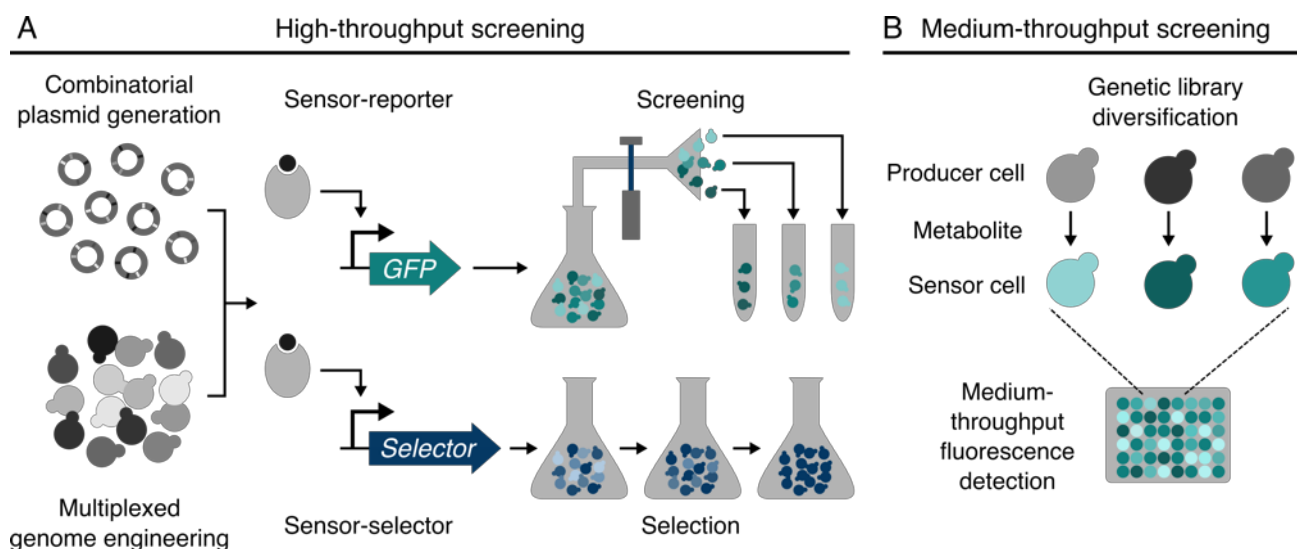 A
High-throughput screening
Combinatorial
plasmid generation
Sensor-reporter
Screening
GFP
Selector
Multiplexed
genome engineering
Sensor-selector
Selection
B
Medium-throughput screening
Genetic library
diversification
Producer cell
Metabolite
Sensor cell
Medium-
throughput
fluorescence
detection